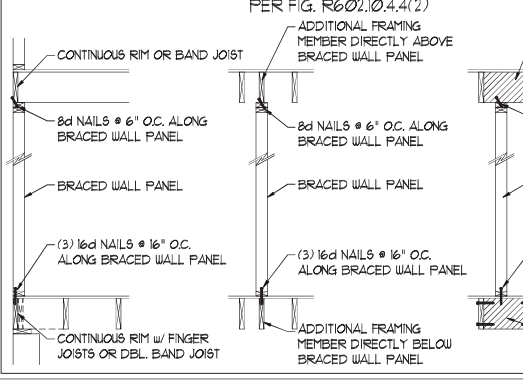 PER FIG. R602.10.4.4(2)
CONTINUOUS RIM OR BAND JOIST
8d NAILS @ 6" O.C. ALONG
BRACED WALL PANEL
BRACED WALL PANEL
(3) 16d NAILS @ 16" O.C.
ALONG BRACED WALL PANEL
CONTINUOUS RIM w/ FINGER
JOISTS OR DBL. BAND JOIST
ADDITIONAL FRAMING
MEMBER DIRECTLY ABOVE
BRACED WALL PANEL
8d NAILS @ 6" O.C. ALONG
BRACED WALL PANEL
BRACED WALL PANEL
(3) 16d NAILS @ 16" O.C.
ALONG BRACED WALL PANEL
ADDITIONAL FRAMING
MEMBER DIRECTLY BELOW
BRACED WALL PANEL